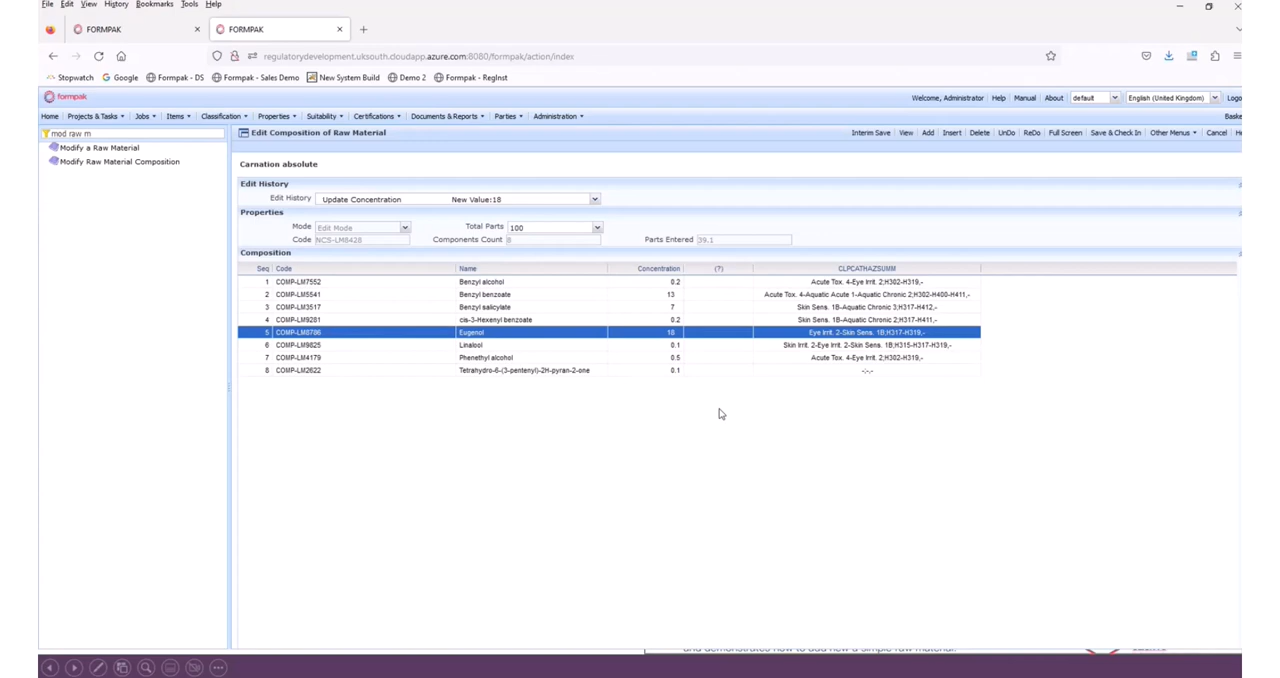 File Edit View History Bookmarks Tools Help
FORMPAK × FORMPAK × +
regulatorydevelopment.uksouth.cloudapp.azure.com:8080/formpak/action/index
Stopwatch Google Formpak - DS Formpak - Sales Demo New System Build Demo 2 Formpak - RegInst
formpak Welcome, Administrator Help Manual About default English (United Kingdom) Logo
Home Projects & Tasks Jobs Items Classification Properties Suitability Certifications Documents & Reports Parties Administration Baske
mod raw m Edit Composition of Raw Material Interim Save View Add Insert Delete UnDo ReDo Full Screen Save & Check In Other Menus Cancel He
Modify a Raw Material
Modify Raw Material Composition
Carnation absolute
Edit History
Edit History Update Concentration New Value:18
Properties
Mode Edit Mode Total Parts 100
Code NCS-LM8428 Components Count 8 Parts Entered 39.1
Composition
Seq Code Name Concentration (?) CLPCATHAZSUMM
1 COMP-LM7552 Benzyl alcohol 0.2 Acute Tox. 4-Eye Irrit. 2;H302-H319,-
2 COMP-LM5541 Benzyl benzoate 13 Acute Tox. 4-Aquatic Acute 1-Aquatic Chronic 2;H302-H400-H411,-
3 COMP-LM3517 Benzyl salicylate 7 Skin Sens. 1B-Aquatic Chronic 3;H317-H412,-
4 COMP-LM9281 cis-3-Hexenyl benzoate 0.2 Skin Sens. 1B-Aquatic Chronic 2;H317-H411,-
5 COMP-LM8786 Eugenol 18 Eye Irrit. 2-Skin Sens. 1B;H317-H319,-
6 COMP-LM9825 Linalool 0.1 Skin Irrit. 2-Eye Irrit. 2-Skin Sens. 1B;H315-H317-H319,-
7 COMP-LM4179 Phenethyl alcohol 0.5 Acute Tox. 4-Eye Irrit. 2;H302-H319,-
8 COMP-LM2622 Tetrahydro-6-(3-pentenyl)-2H-pyran-2-one 0.1 -;-,-
and demonstrates how to add new a simple raw material.